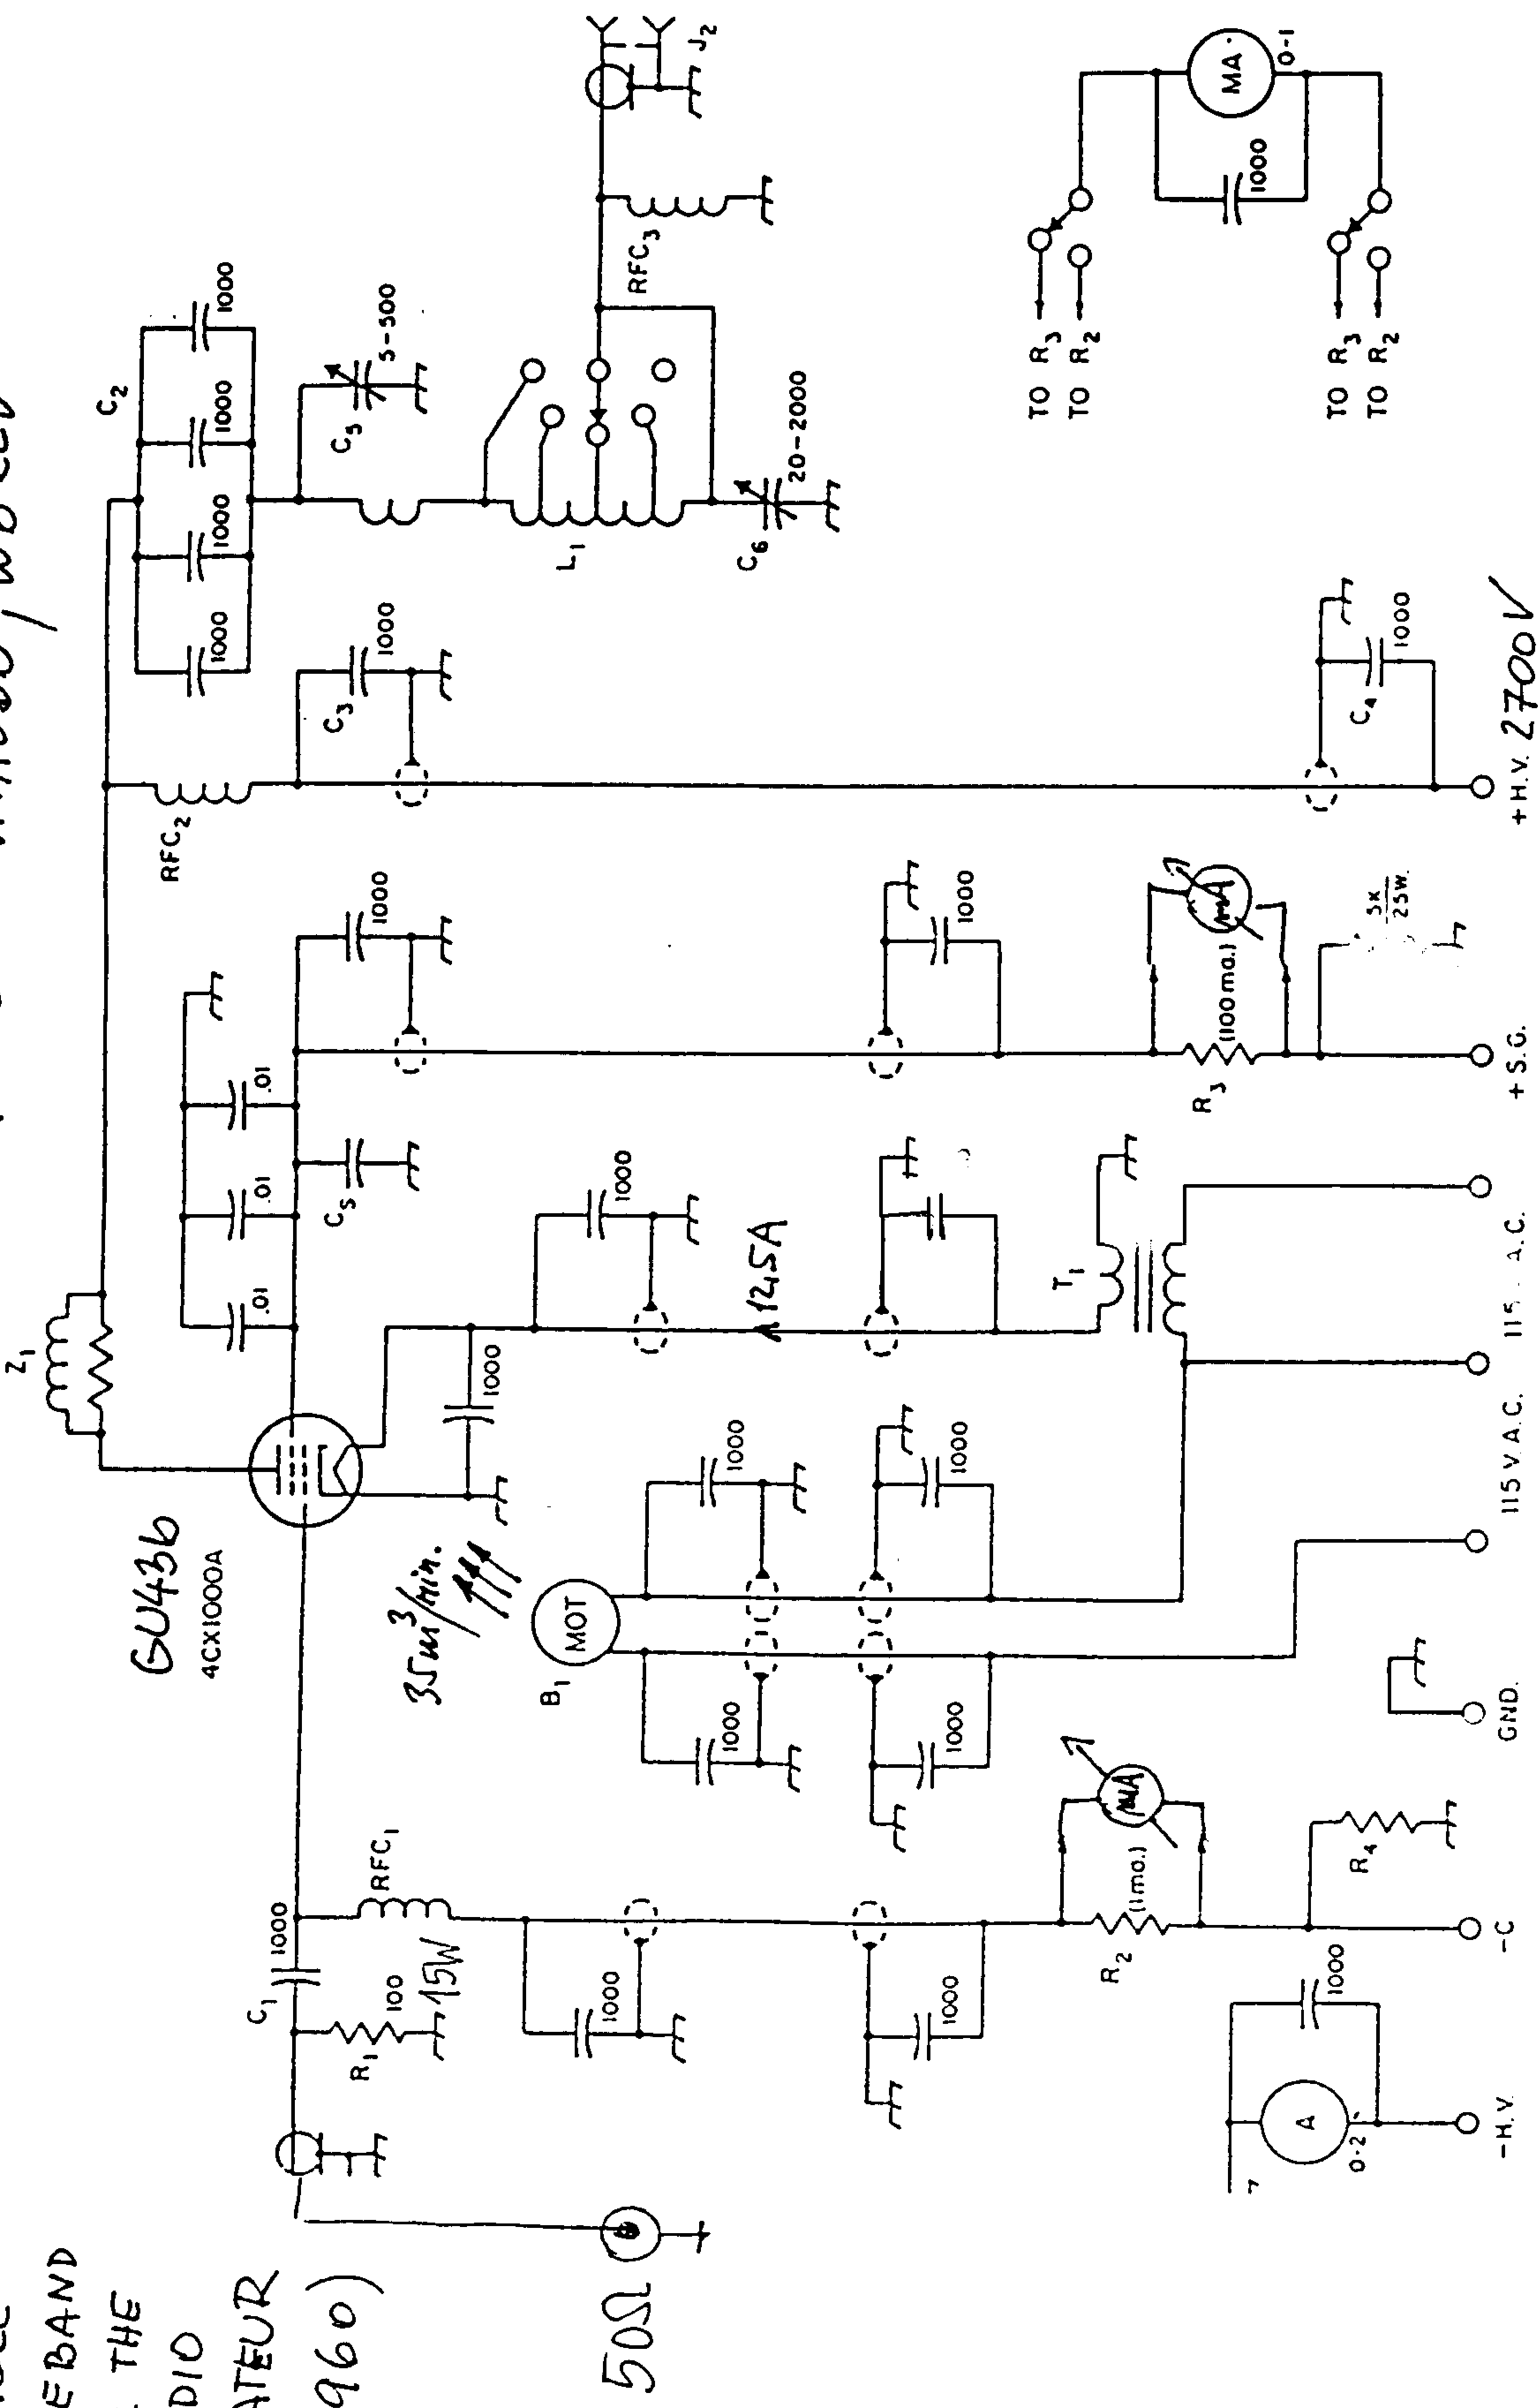 EBAND
THE
DIO
ATEUR
960)
50Ω
GU43b
4CX1000A
Z1
C2
1000
1000
1000
1000
C5
5-500
L1
C6
20-2000
RFC3
J2
RFC2
C3
1000
.01
.01
.01
CS
1000
1000
1000
12,5A
35m³/min.
B1
MOT
1000
1000
1000
1000
C1
1000
R1
100
15W
RFC1
1000
1000
R2
(1ma.)
MA
R4
T1
1000
R3
(100ma.)
MA
5K
25W.
C4
1000
A
0-2
1000
-H.V.
-C
GND.
115 V. A.C.
115 A.C.
+S.G.
+H.V. 2700V
TO R3
TO R2
TO R3
TO R2
1000
MA
0-1